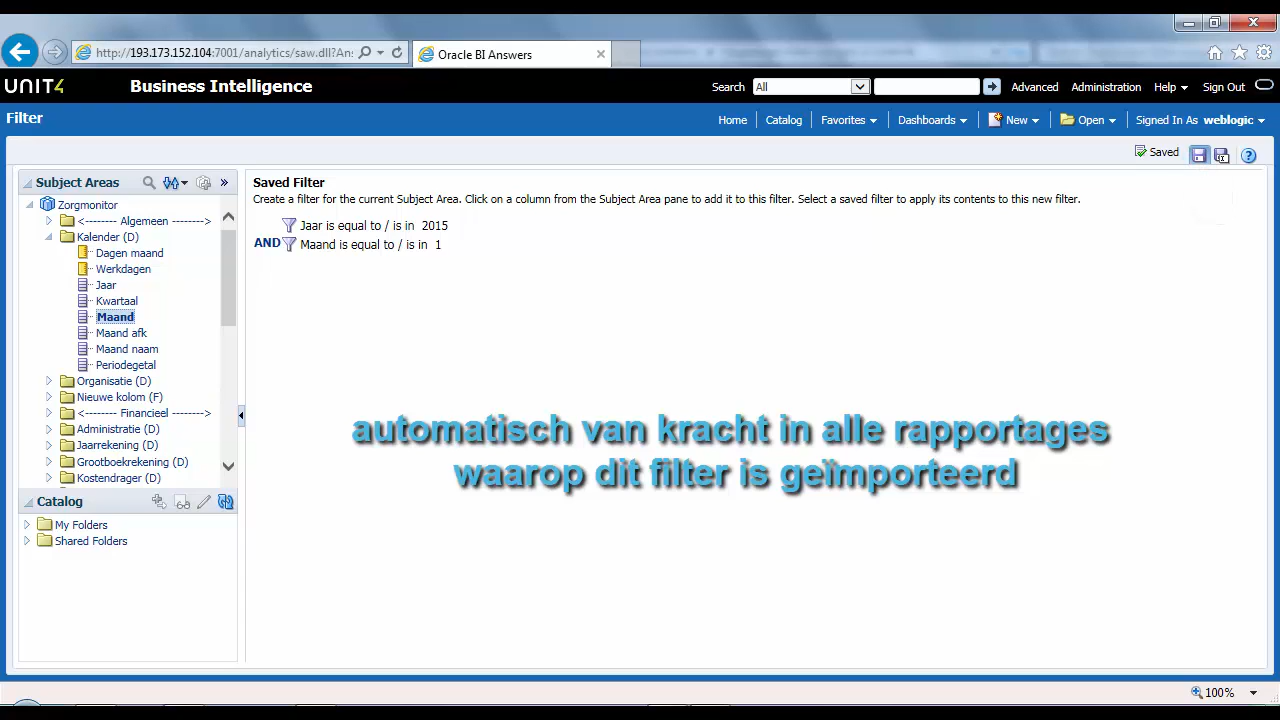 http://193.173.152.104:7001/analytics/saw.dll?An
Oracle BI Answers
UNIT4
Business Intelligence
Search
All
Advanced
Administration
Help
Sign Out
Filter
Home
Catalog
Favorites
Dashboards
New
Open
Signed In As weblogic
Saved
Subject Areas
Zorgmonitor
<-------- Algemeen -------->
Kalender (D)
Dagen maand
Werkdagen
Jaar
Kwartaal
Maand
Maand afk
Maand naam
Periodegetal
Organisatie (D)
Nieuwe kolom (F)
<-------- Financieel -------->
Administratie (D)
Jaarrekening (D)
Grootboekrekening (D)
Kostendrager (D)
Catalog
My Folders
Shared Folders
Saved Filter
Create a filter for the current Subject Area. Click on a column from the Subject Area pane to add it to this filter. Select a saved filter to apply its contents to this new filter.
Jaar is equal to / is in 2015
AND Maand is equal to / is in 1
automatisch van kracht in alle rapportages
waarop dit filter is geïmporteerd
100%